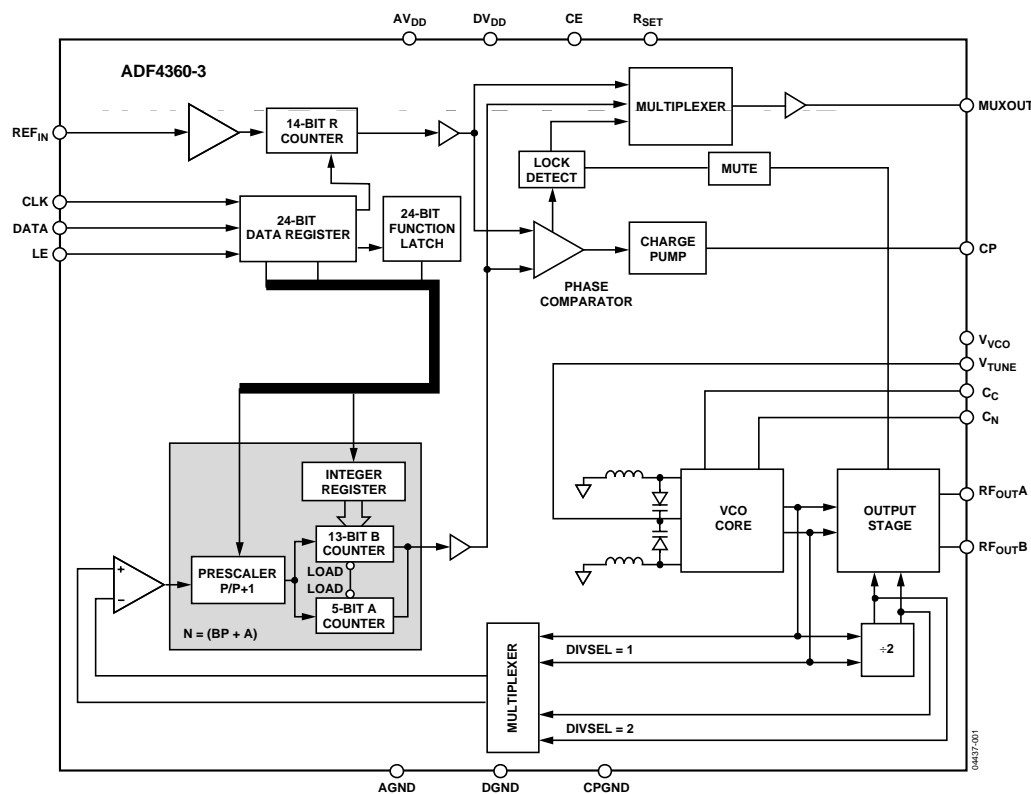 AVDD
DVDD
CE
RSET
ADF4360-3
MULTIPLEXER
MUXOUT
REFIN
14-BIT R
COUNTER
LOCK
DETECT
MUTE
CLK
DATA
LE
24-BIT
DATA REGISTER
24-BIT
FUNCTION
LATCH
CHARGE
PUMP
CP
PHASE
COMPARATOR
VVCO
VTUNE
CC
CN
INTEGER
REGISTER
13-BIT B
COUNTER
LOAD
LOAD
5-BIT A
COUNTER
PRESCALER
P/P+1
+
−
N = (BP + A)
VCO
CORE
OUTPUT
STAGE
RFOUTA
RFOUTB
MULTIPLEXER
DIVSEL = 1
÷2
DIVSEL = 2
04437-001
AGND
DGND
CPGND